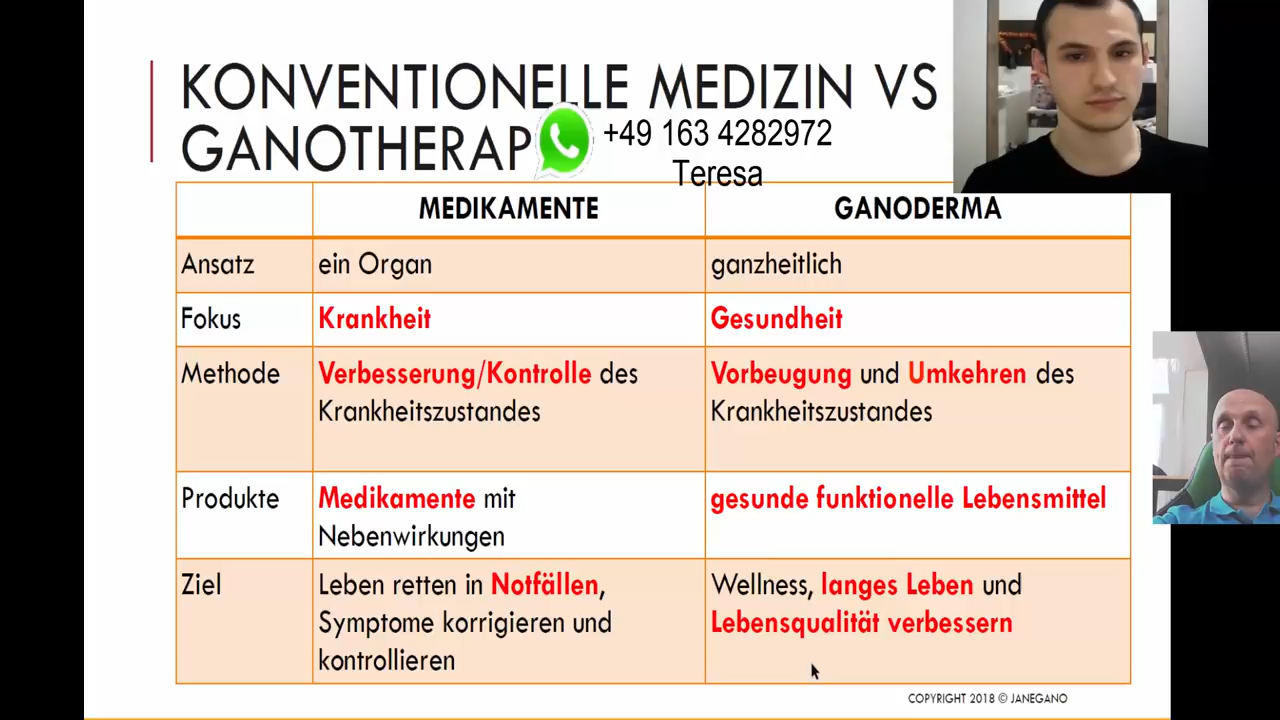 KONVENTIONELLE MEDIZIN VS
GANOTHERAP
+49 163 4282972
Teresa
MEDIKAMENTE GANODERMA
Ansatz ein Organ ganzheitlich
Fokus Krankheit Gesundheit
Methode Verbesserung/Kontrolle des Vorbeugung und Umkehren des
Krankheitszustandes Krankheitszustandes
Produkte Medikamente mit gesunde funktionelle Lebensmittel
Nebenwirkungen
Ziel Leben retten in Notfällen, Wellness, langes Leben und
Symptome korrigieren und Lebensqualität verbessern
kontrollieren
COPYRIGHT 2018 © JANEGANO